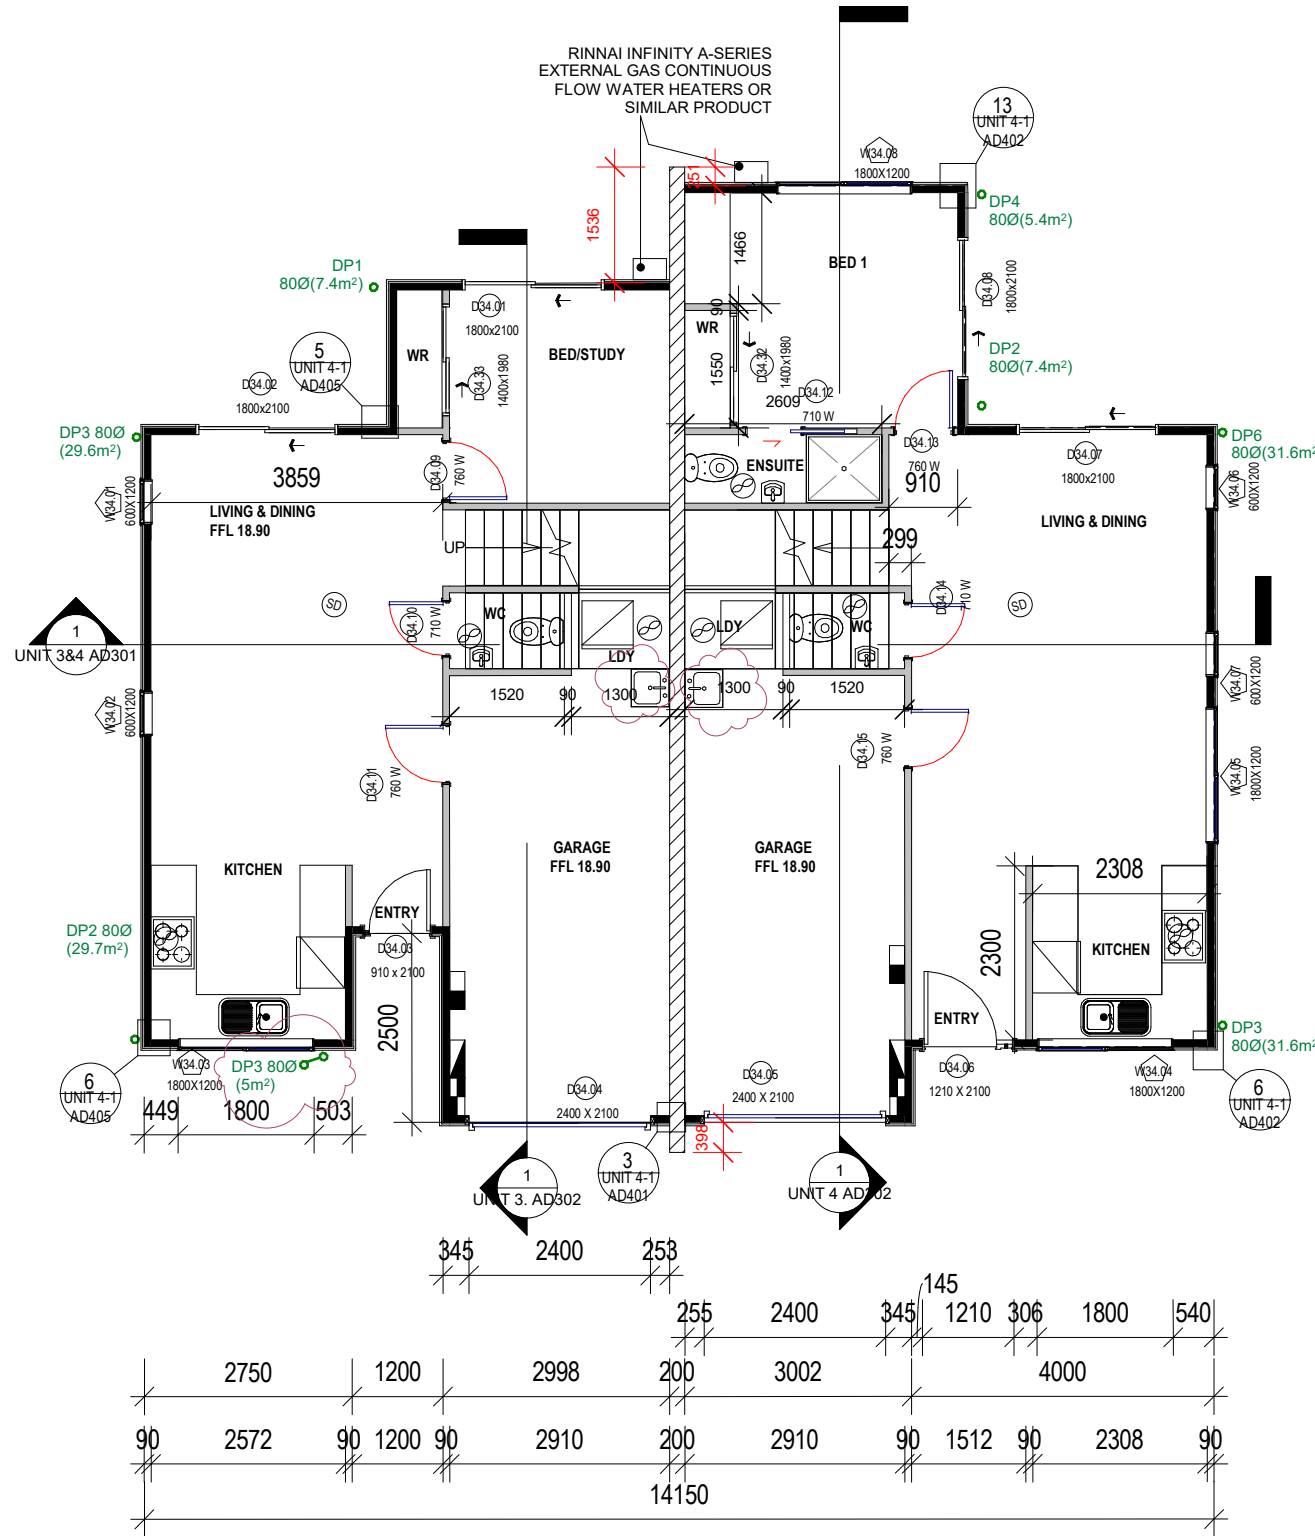 RINNAI INFINITY A-SERIES
EXTERNAL GAS CONTINUOUS
FLOW WATER HEATERS OR
SIMILAR PRODUCT
13
UNIT 4-1
AD402
W34.08
1800X1200
251
1536
DP4
80Ø(5.4m²)
DP1
80Ø(7.4m²)
1466
BED 1
D34.08
1800x2100
D34.01
1800x2100
90
WR
5
UNIT 4-1
AD405
WR
BED/STUDY
D34.33
1400x1980
1550
D34.32
1400x1980
DP2
80Ø(7.4m²)
D34.02
1800x2100
D34.12
2609
710 W
DP3 80Ø
(29.6m²)
D34.13
760 W
DP6
80Ø(31.6m²
D34.07
1800x2100
3859
D34.09
760 W
ENSUITE
910
W34.01
600X1200
W34.06
600X1200
LIVING & DINING
FFL 18.90
LIVING & DINING
UP
299
SD
D34.10
710 W
WC
LDY
LDY
WC
D34.14
710 W
SD
1
UNIT 3&4 AD301
W34.02
600X1200
W34.07
600X1200
1520
90
1300
1300
90
1520
D34.11
760 W
D34.15
760 W
W34.05
1800X1200
GARAGE
FFL 18.90
GARAGE
FFL 18.90
KITCHEN
2308
ENTRY
DP2 80Ø
(29.7m²)
D34.03
910 x 2100
2300
KITCHEN
2500
ENTRY
DP3
80Ø(31.6m²
W34.03
1800X1200
DP3 80Ø
(5m²)
D34.04
2400 X 2100
D34.05
2400 X 2100
D34.06
1210 X 2100
W34.04
1800X1200
6
UNIT 4-1
AD405
6
UNIT 4-1
AD402
449
1800
503
398
3
UNIT 4-1
AD401
1
UNIT 3. AD302
1
UNIT 4 AD302
345
2400
253
145
255
2400
345
1210
306
1800
540
2750
1200
2998
200
3002
4000
90
2572
90
1200
90
2910
200
2910
90
1512
90
2308
90
14150